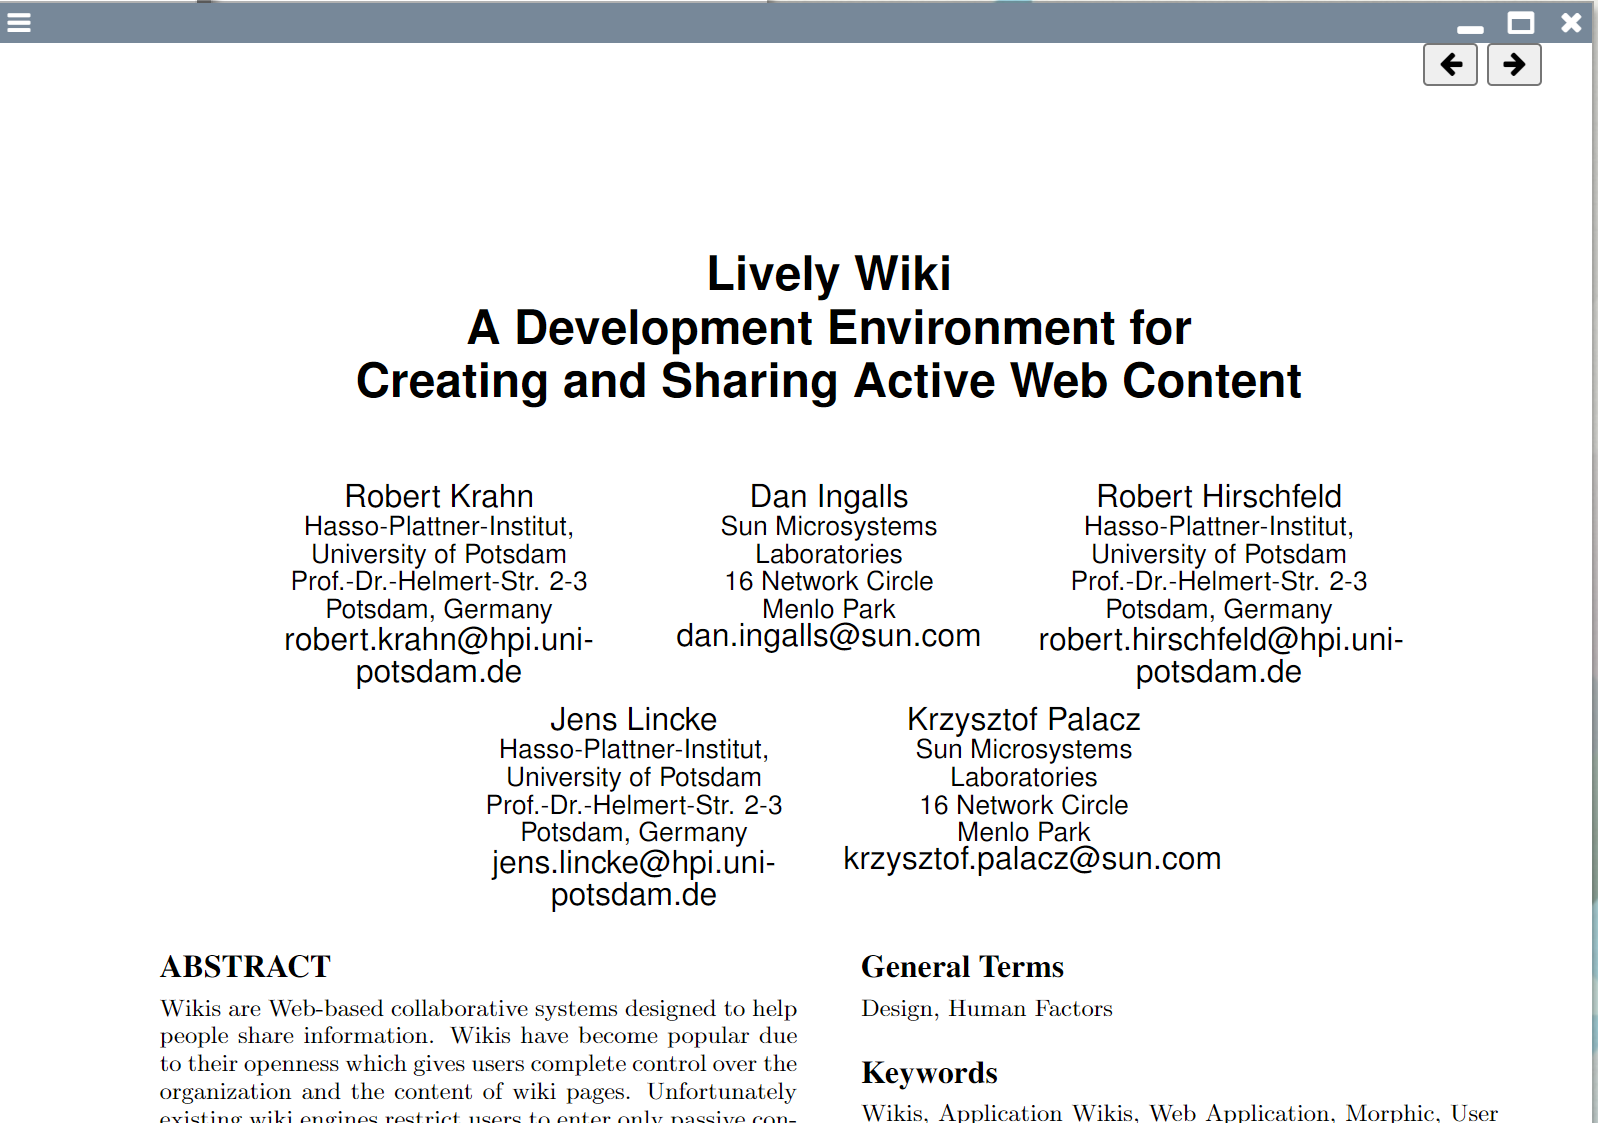 Lively Wiki
A Development Environment for
Creating and Sharing Active Web Content
Robert Krahn
Hasso-Plattner-Institut,
University of Potsdam
Prof.-Dr.-Helmert-Str. 2-3
Potsdam, Germany
robert.krahn@hpi.uni-
potsdam.de
Dan Ingalls
Sun Microsystems
Laboratories
16 Network Circle
Menlo Park
dan.ingalls@sun.com
Robert Hirschfeld
Hasso-Plattner-Institut,
University of Potsdam
Prof.-Dr.-Helmert-Str. 2-3
Potsdam, Germany
robert.hirschfeld@hpi.uni-
potsdam.de
Jens Lincke
Hasso-Plattner-Institut,
University of Potsdam
Prof.-Dr.-Helmert-Str. 2-3
Potsdam, Germany
jens.lincke@hpi.uni-
potsdam.de
Krzysztof Palacz
Sun Microsystems
Laboratories
16 Network Circle
Menlo Park
krzysztof.palacz@sun.com
ABSTRACT
Wikis are Web-based collaborative systems designed to help
people share information. Wikis have become popular due
to their openness which gives users complete control over the
organization and the content of wiki pages. Unfortunately
existing wiki engines restrict users to enter only passive con-
General Terms
Design, Human Factors
Keywords
Wikis, Application Wikis, Web Application, Morphic, User